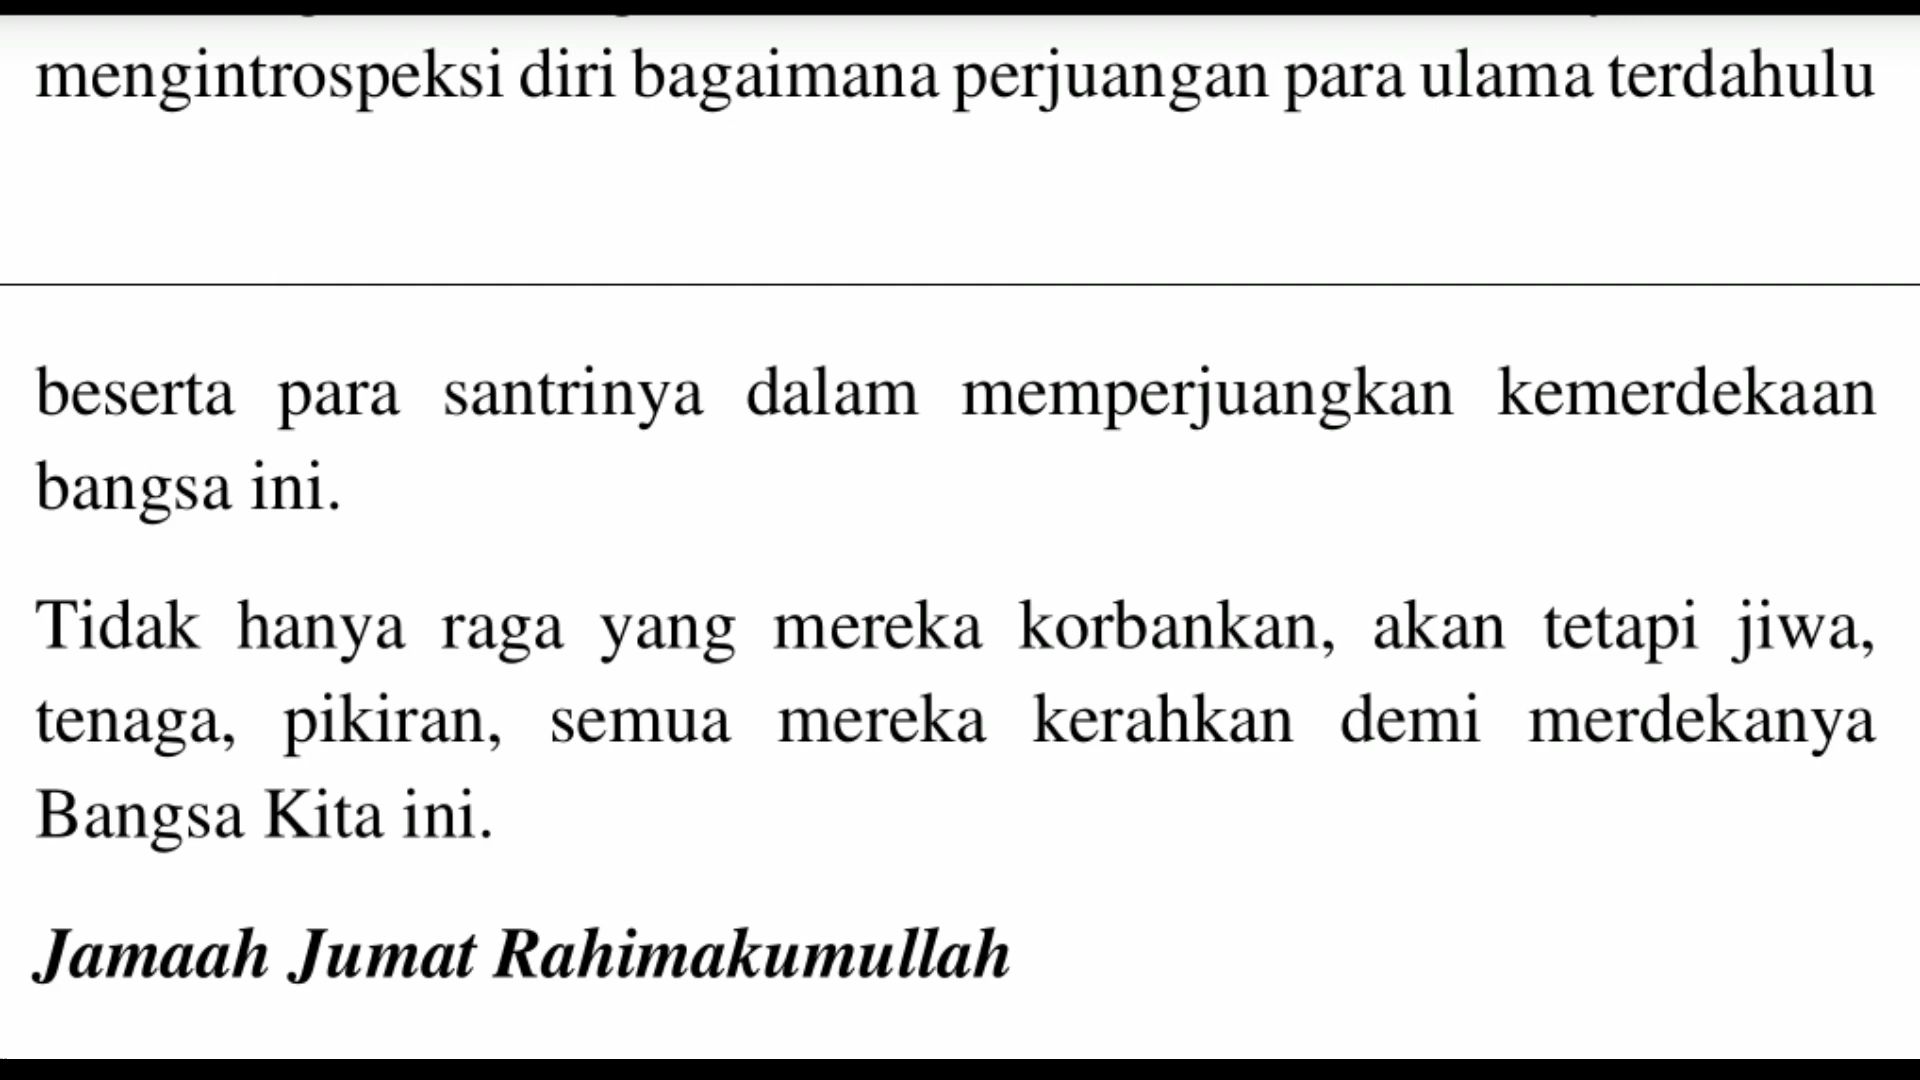 mengintrospeksi diri bagaimana perjuangan para ulama terdahulu
beserta para santrinya dalam memperjuangkan kemerdekaan
bangsa ini.
Tidak hanya raga yang mereka korbankan, akan tetapi jiwa,
tenaga, pikiran, semua mereka kerahkan demi merdekanya
Bangsa Kita ini.
Jamaah Jumat Rahimakumullah